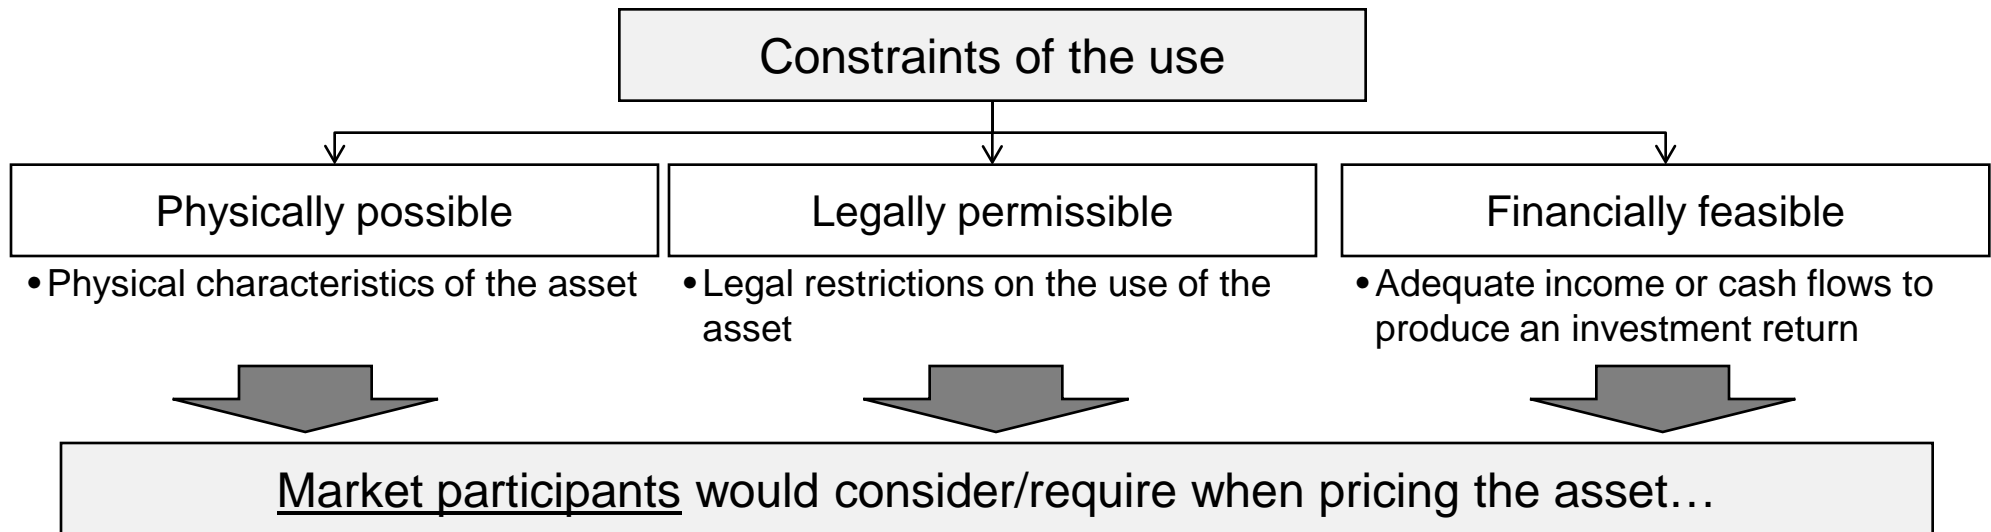 Constraints of the use
Physically possible
Legally permissible
Financially feasible
•Physical characteristics of the asset
•Legal restrictions on the use of the
asset
•Adequate income or cash flows to
produce an investment return
Market participants would consider/require when pricing the asset…